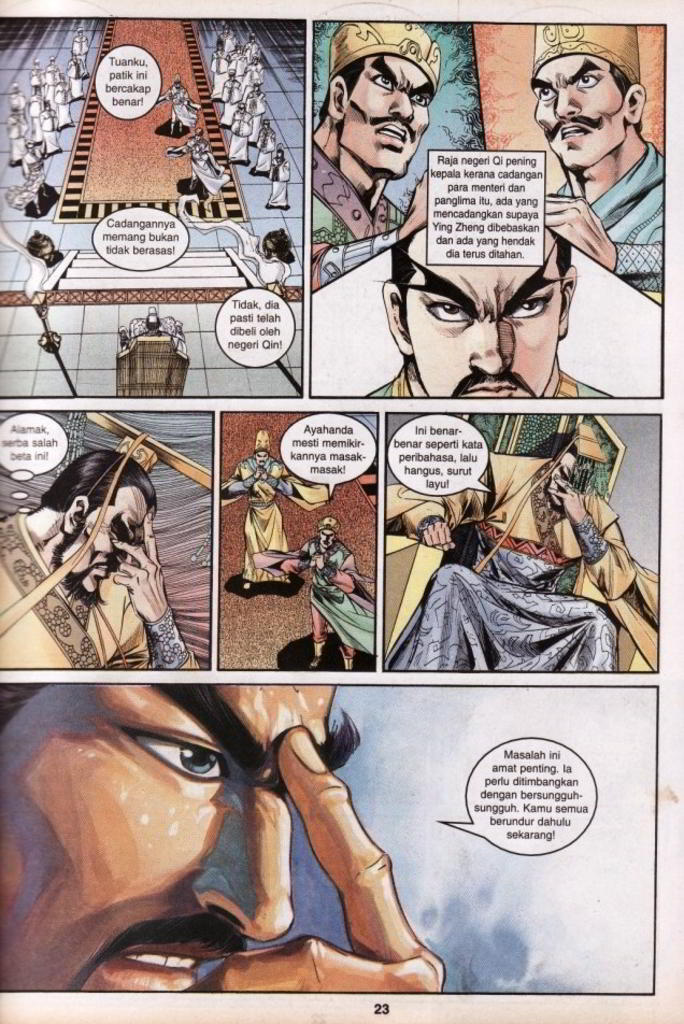 Tuanku,
patik ini
bercakap
benar!
Cadangannya
memang bukan
tidak berasas!
Tidak, dia
pasti telah
dibeli oleh
negeri Qin!
Raja negeri Qi pening
kepala kerana cadangan
para menteri dan
panglima itu, ada yang
mencadangkan supaya
Ying Zheng dibebaskan
dan ada yang hendak
dia terus ditahan.
Alamak,
serba salah
beta ini!
Ayahanda
mesti memikir-
kannya masak-
masak!
Ini benar-
benar seperti kata
peribahasa, lalu
hangus, surut
layu!
Masalah ini
amat penting. Ia
perlu ditimbangkan
dengan bersungguh-
sungguh. Kamu semua
berundur dahulu
sekarang!
23